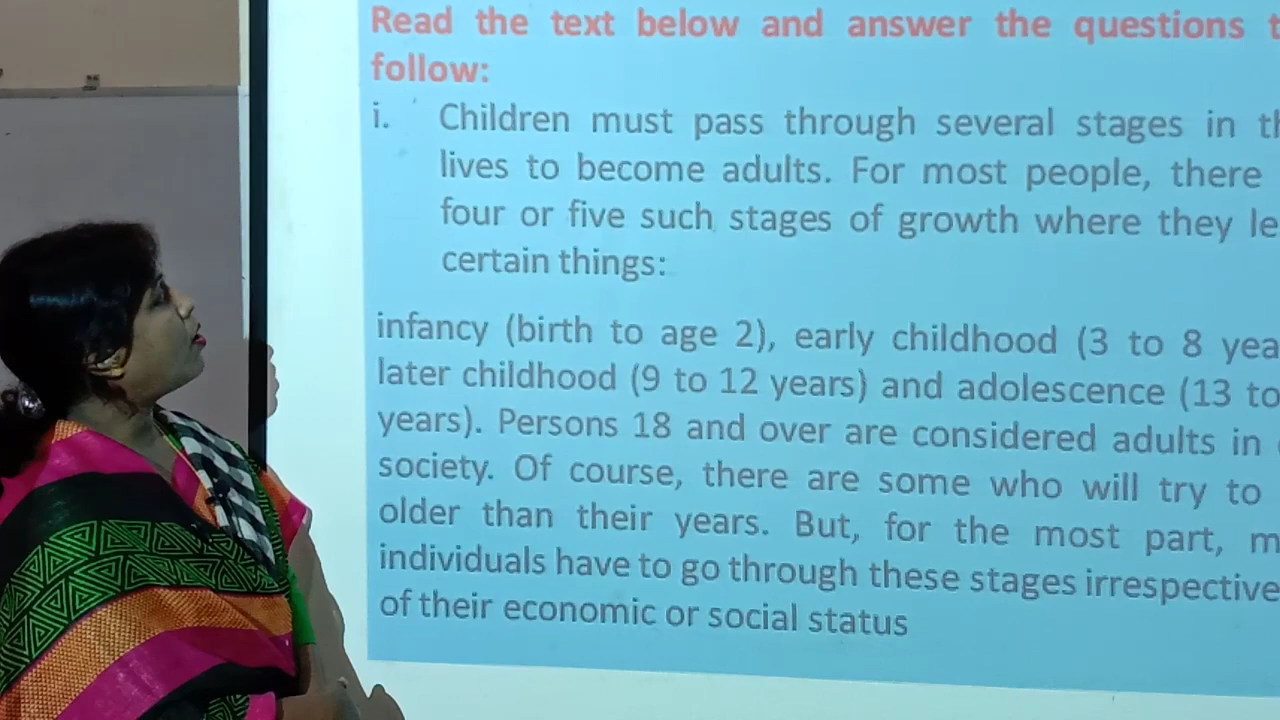 Read the text below and answer the questions t
follow:
i. Children must pass through several stages in th
lives to become adults. For most people, there
four or five such stages of growth where they le
certain things:
infancy (birth to age 2), early childhood (3 to 8 yea
later childhood (9 to 12 years) and adolescence (13 to
years). Persons 18 and over are considered adults in
society. Of course, there are some who will try to
older than their years. But, for the most part, m
individuals have to go through these stages irrespective
of their economic or social status